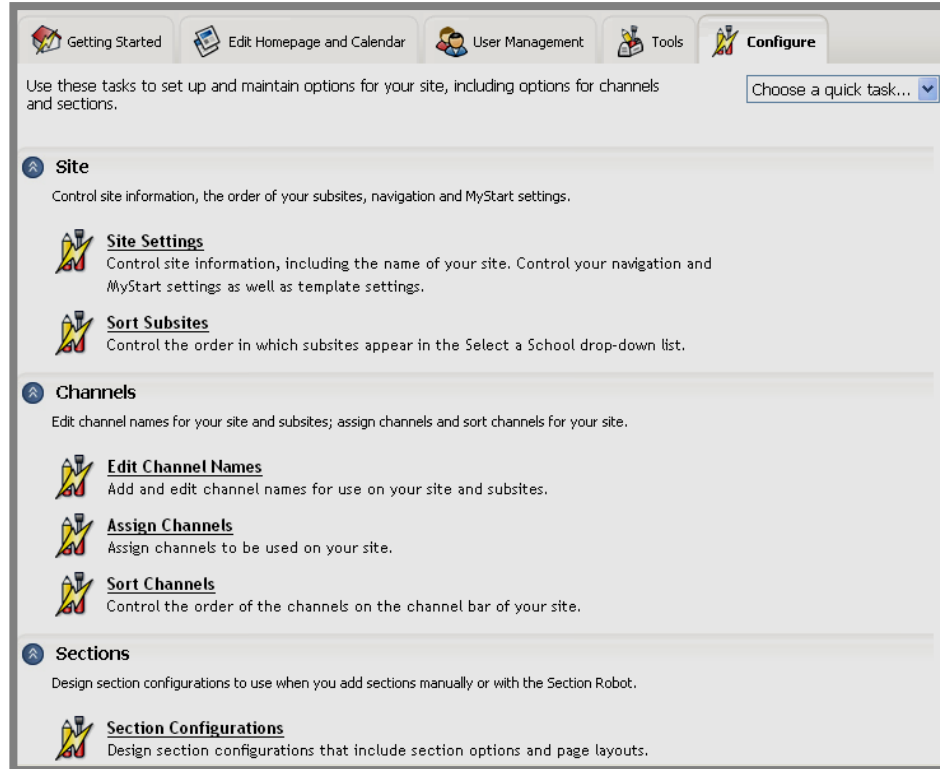 Getting Started
Edit Homepage and Calendar
User Management
Tools
Configure
Use these tasks to set up and maintain options for your site, including options for channels
and sections.
Choose a quick task...
Site
Control site information, the order of your subsites, navigation and MyStart settings.
Site Settings
Control site information, including the name of your site. Control your navigation and
MyStart settings as well as template settings.
Sort Subsites
Control the order in which subsites appear in the Select a School drop-down list.
Channels
Edit channel names for your site and subsites; assign channels and sort channels for your site.
Edit Channel Names
Add and edit channel names for use on your site and subsites.
Assign Channels
Assign channels to be used on your site.
Sort Channels
Control the order of the channels on the channel bar of your site.
Sections
Design section configurations to use when you add sections manually or with the Section Robot.
Section Configurations
Design section configurations that include section options and page layouts.